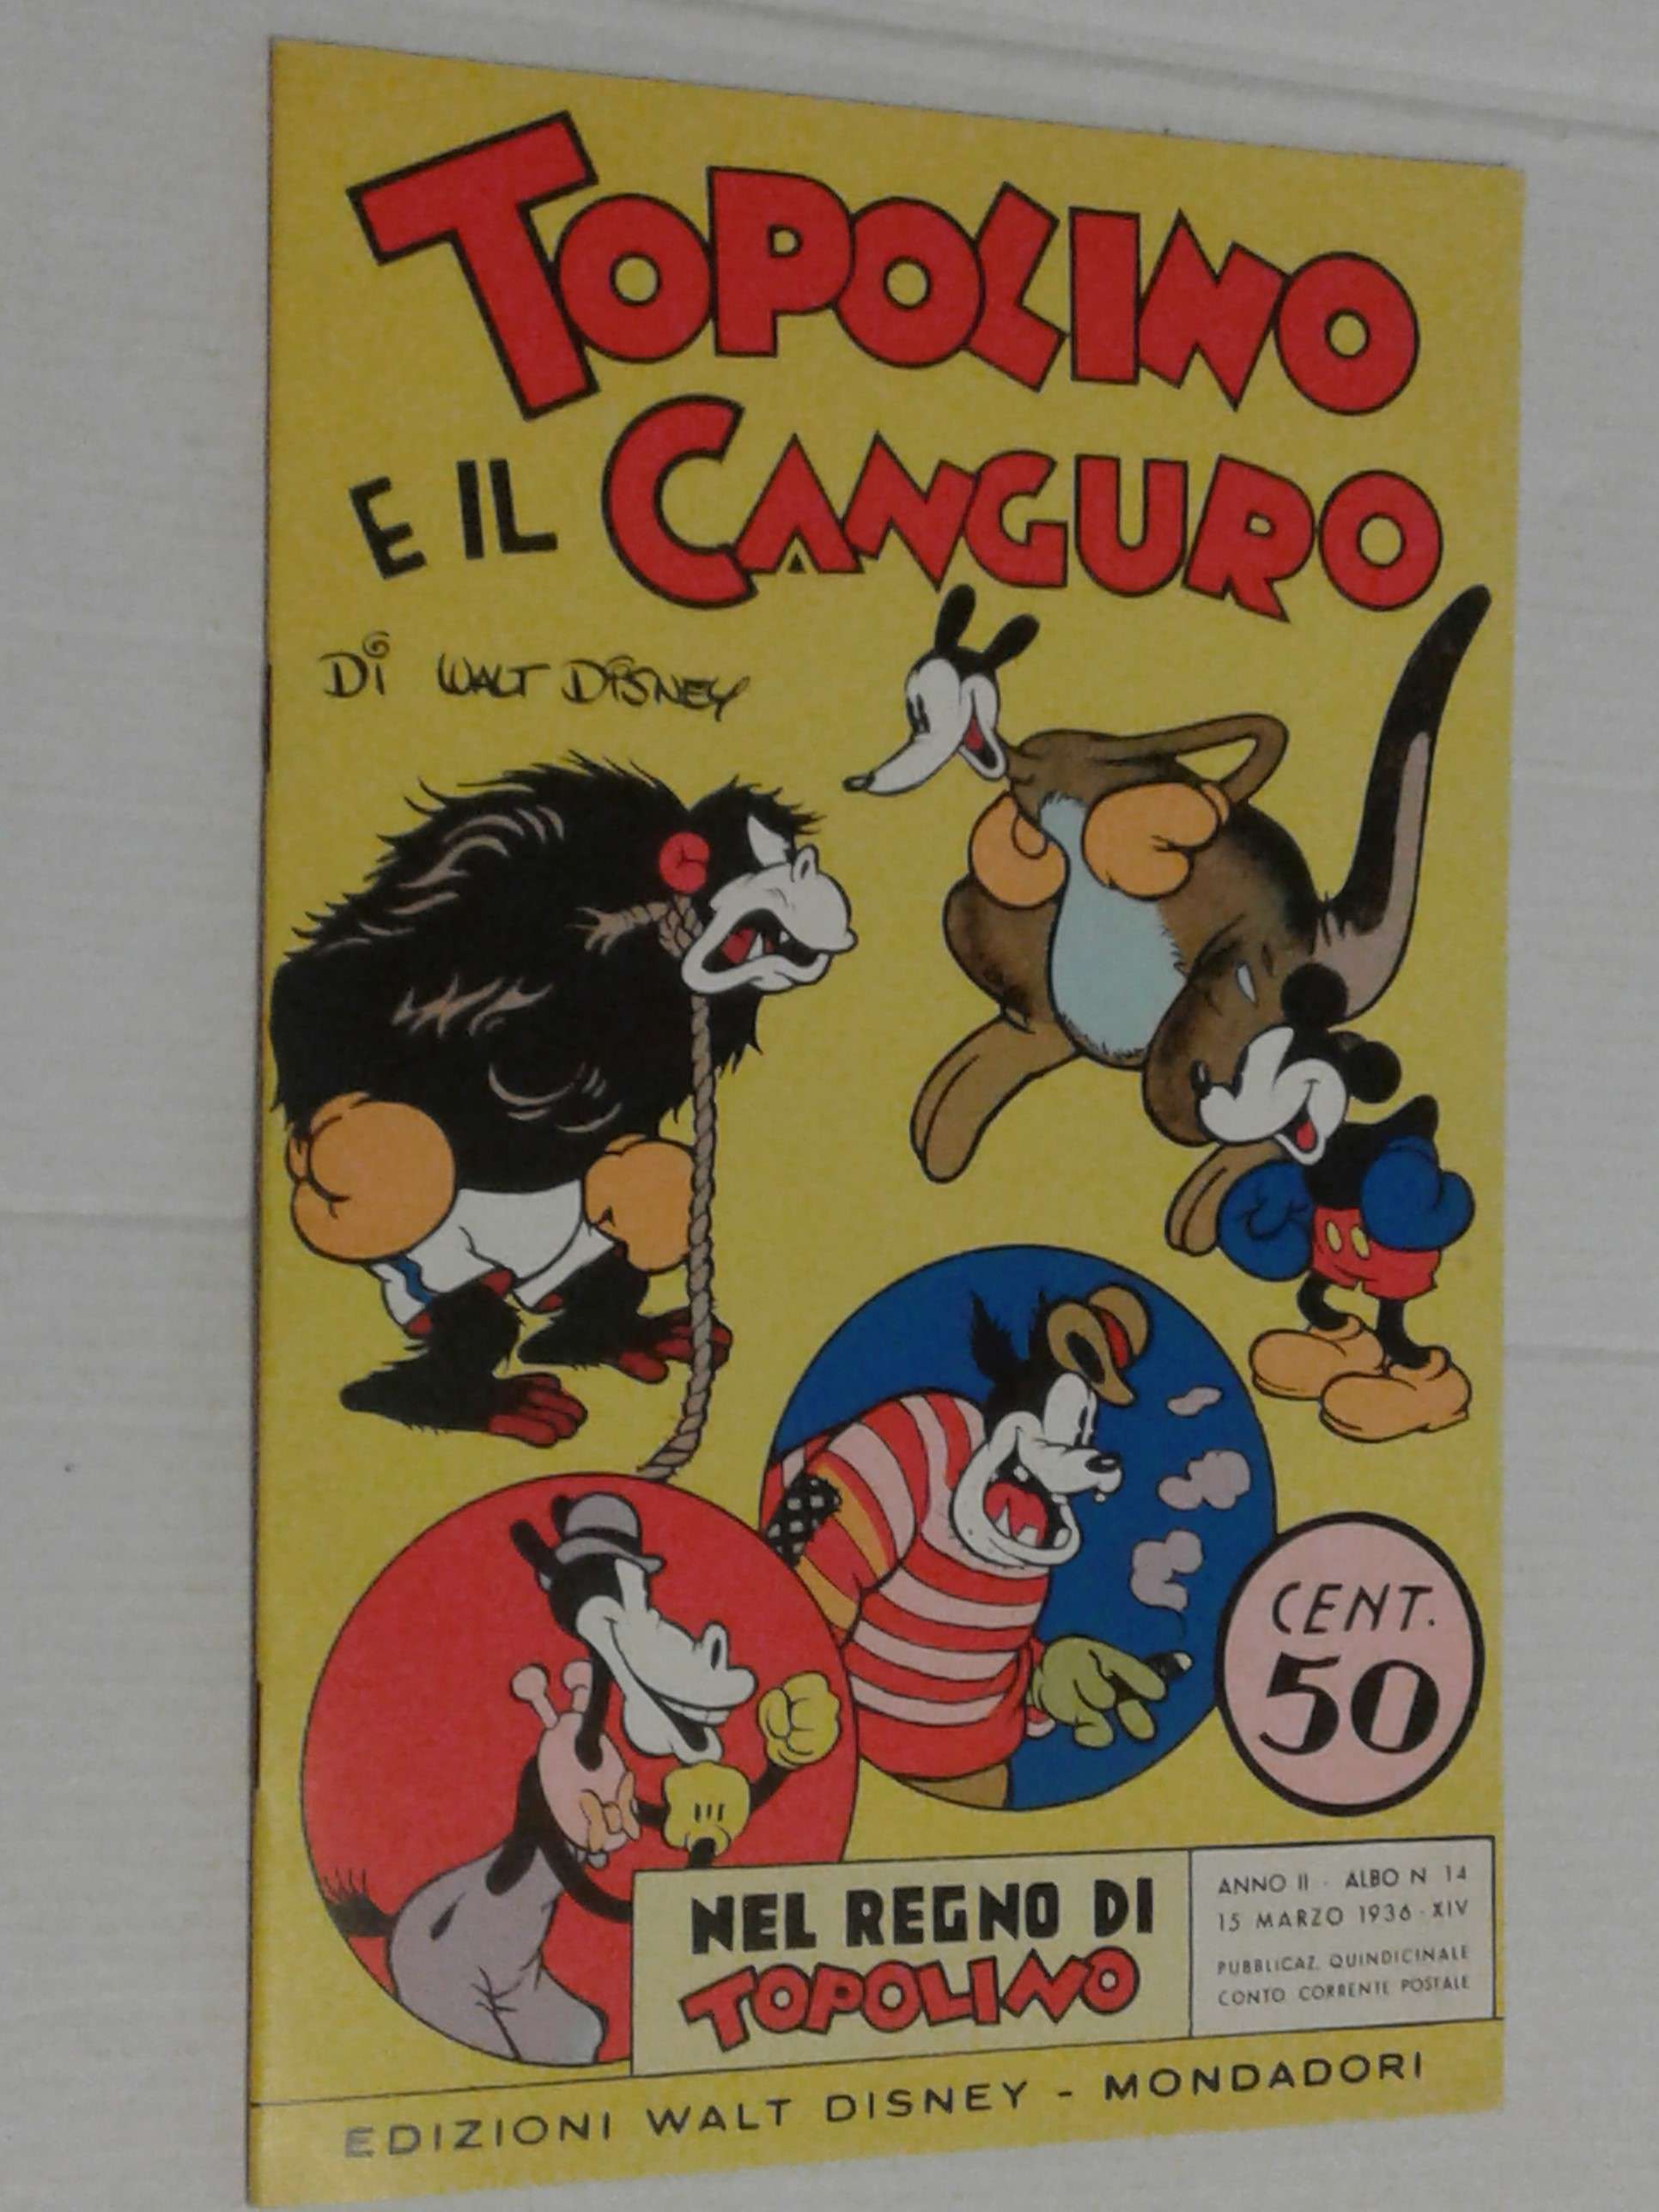 TOPOLINO
E IL CANGURO
Di WALT DiSNEY
CENT.
50
NEL REGNO DI
TOPOLINO
ANNO II - ALBO N 14
15 MARZO 1936 - XIV
PUBBLICAZ. QUINDICINALE
CONTO CORRENTE POSTALE
EDIZIONI WALT DISNEY - MONDADORI